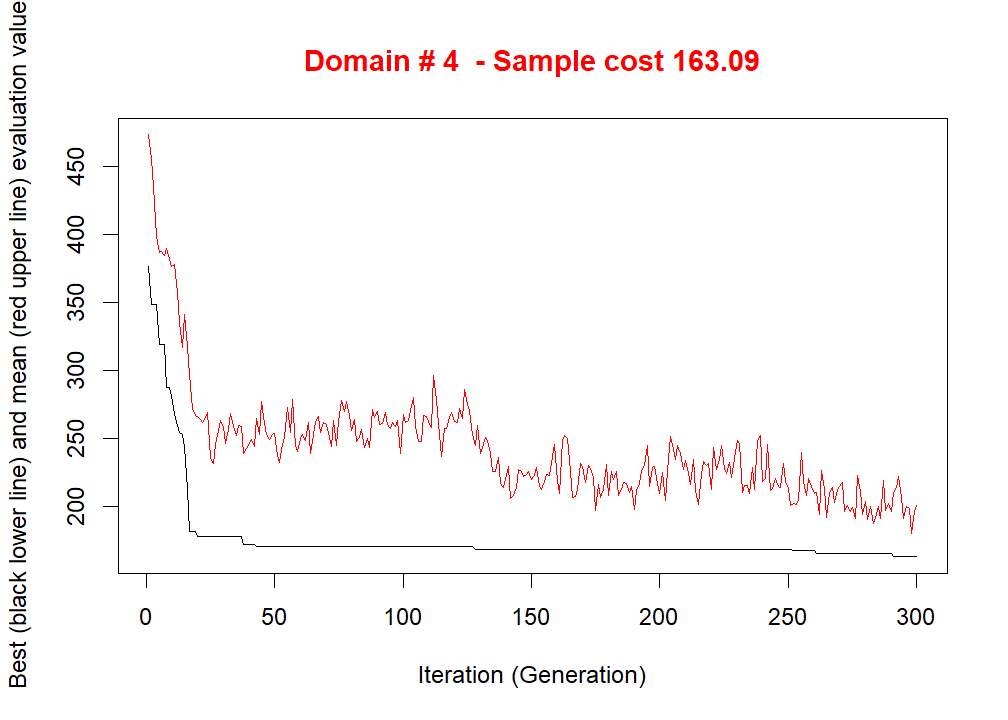 Domain # 4 - Sample cost 163.09
Best (black lower line) and mean (red upper line) evaluation value
450
400
350
300
250
200
0 50 100 150 200 250 300
Iteration (Generation)